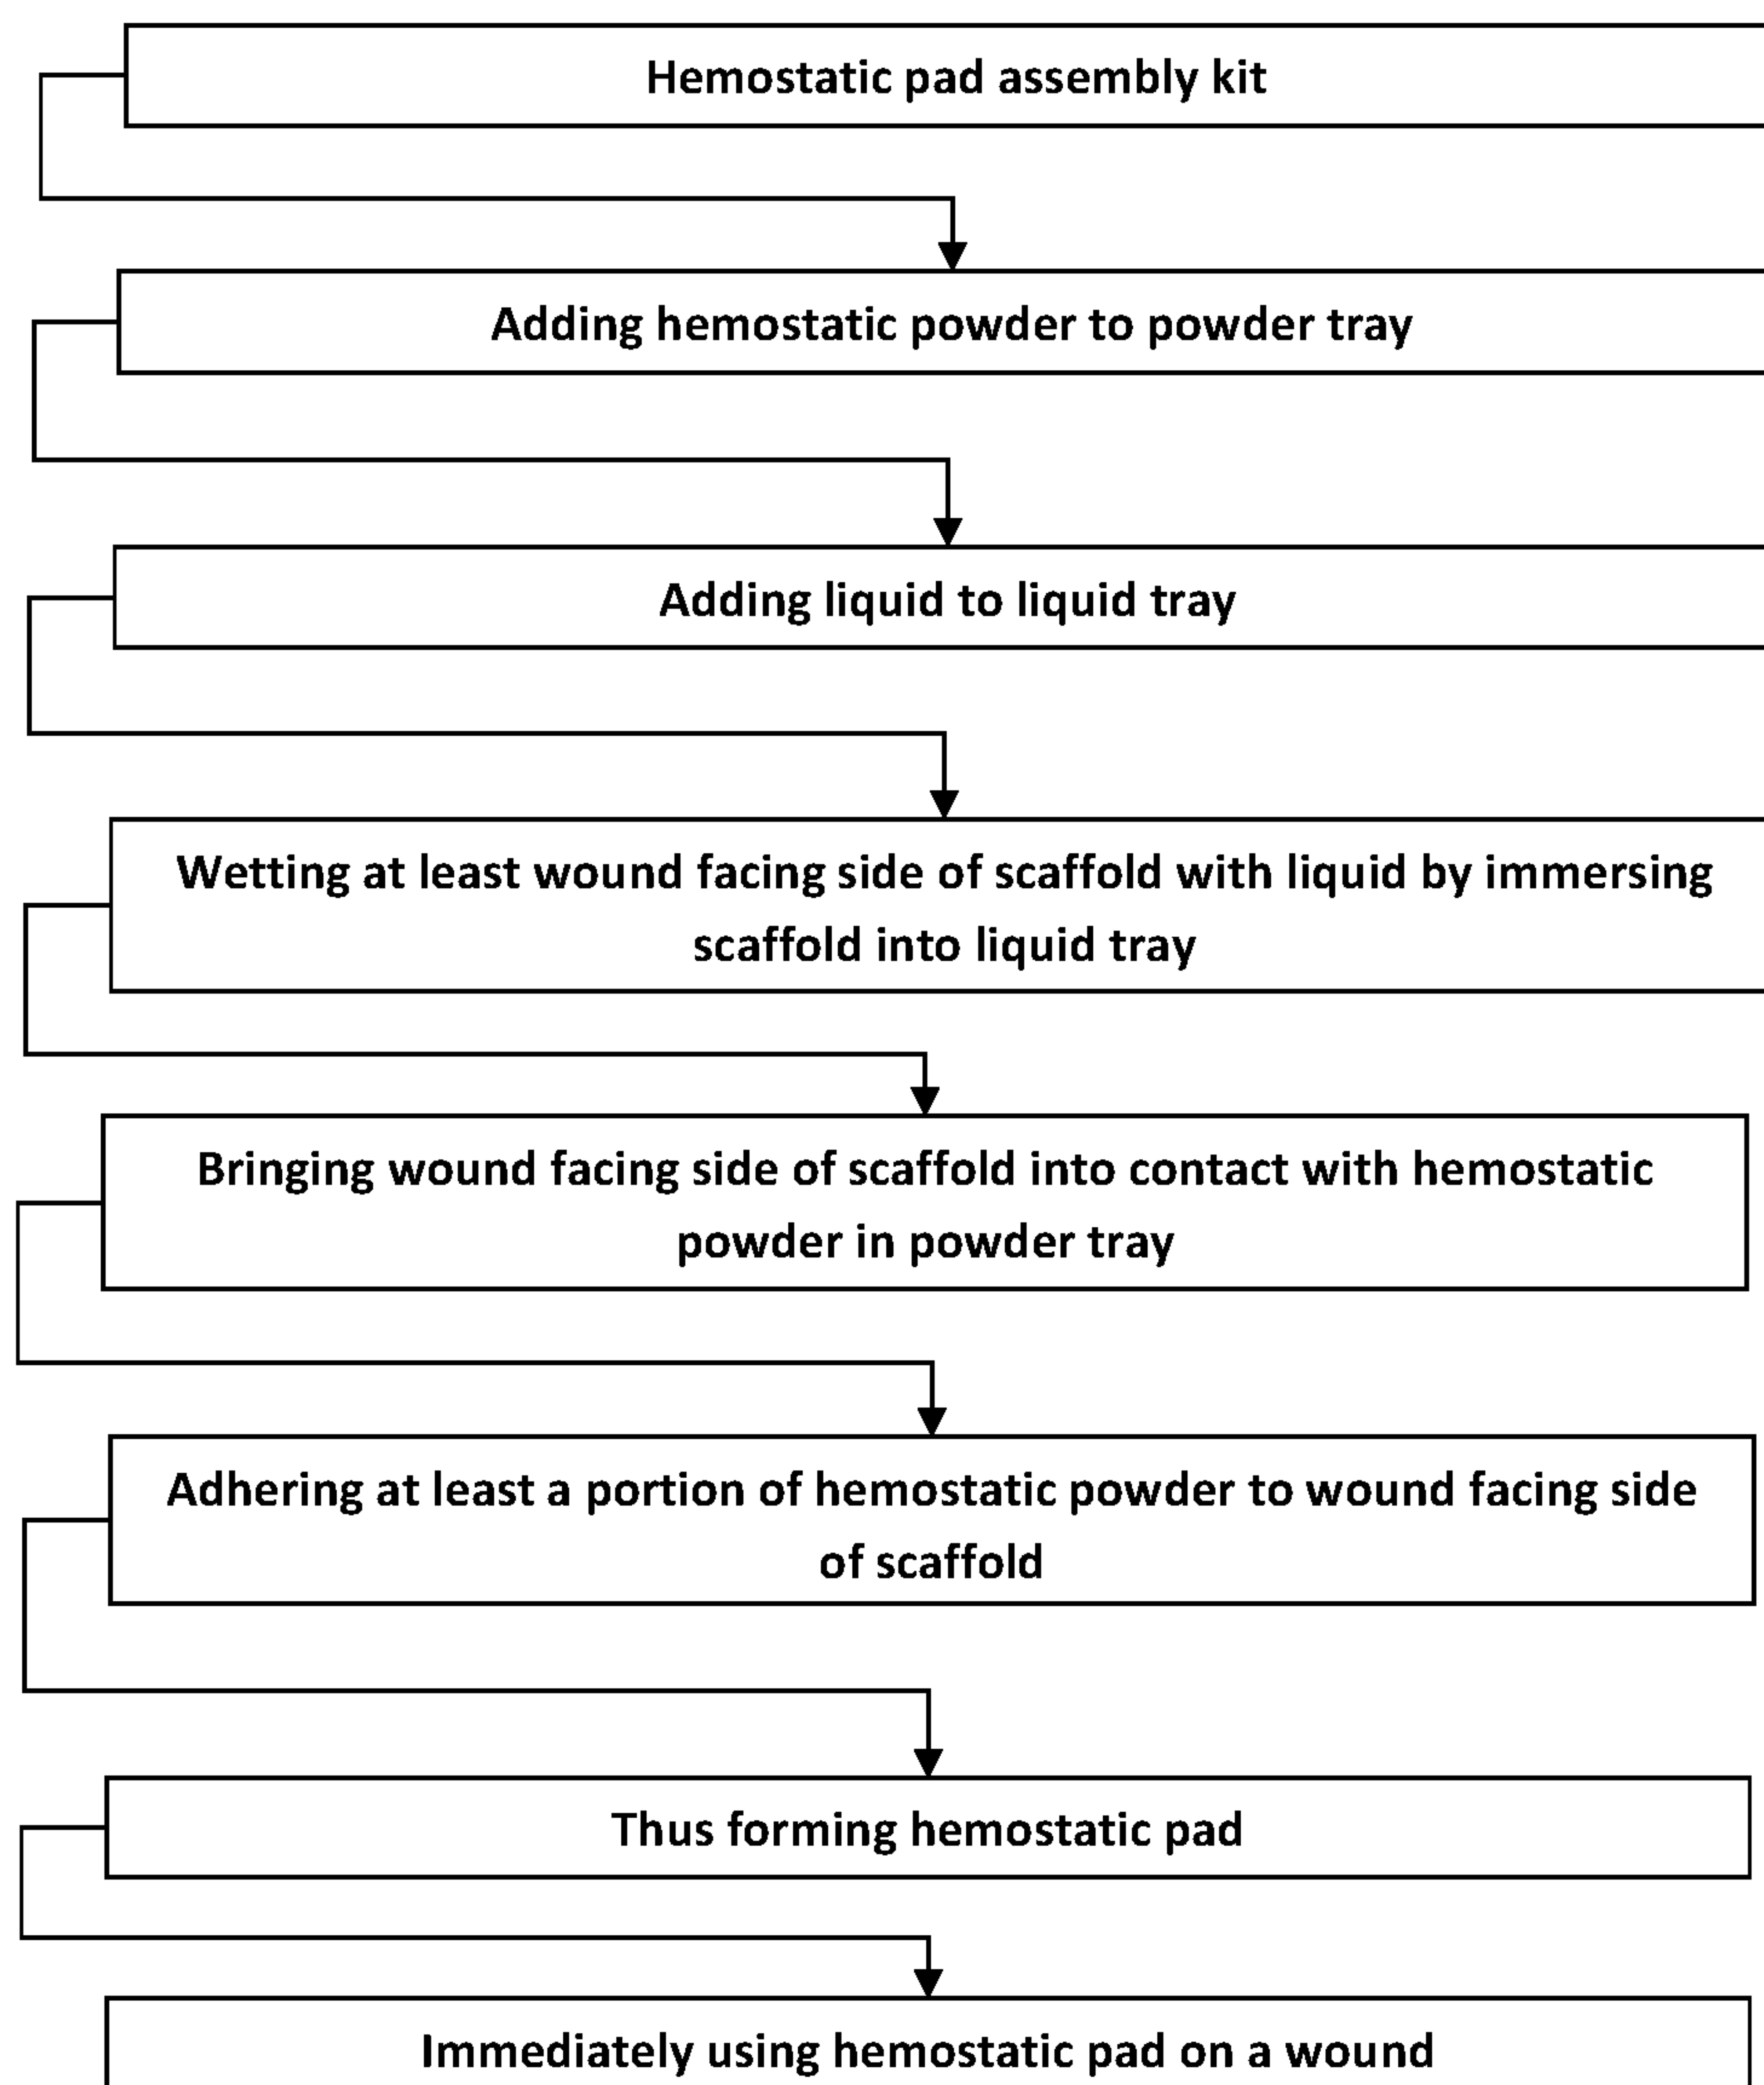 Hemostatic pad assembly kit
Adding hemostatic powder to powder tray
Adding liquid to liquid tray
Wetting at least wound facing side of scaffold with liquid by immersing
scaffold into liquid tray
Bringing wound facing side of scaffold into contact with hemostatic
powder in powder tray
Adhering at least a portion of hemostatic powder to wound facing side
of scaffold
Thus forming hemostatic pad
Immediately using hemostatic pad on a wound